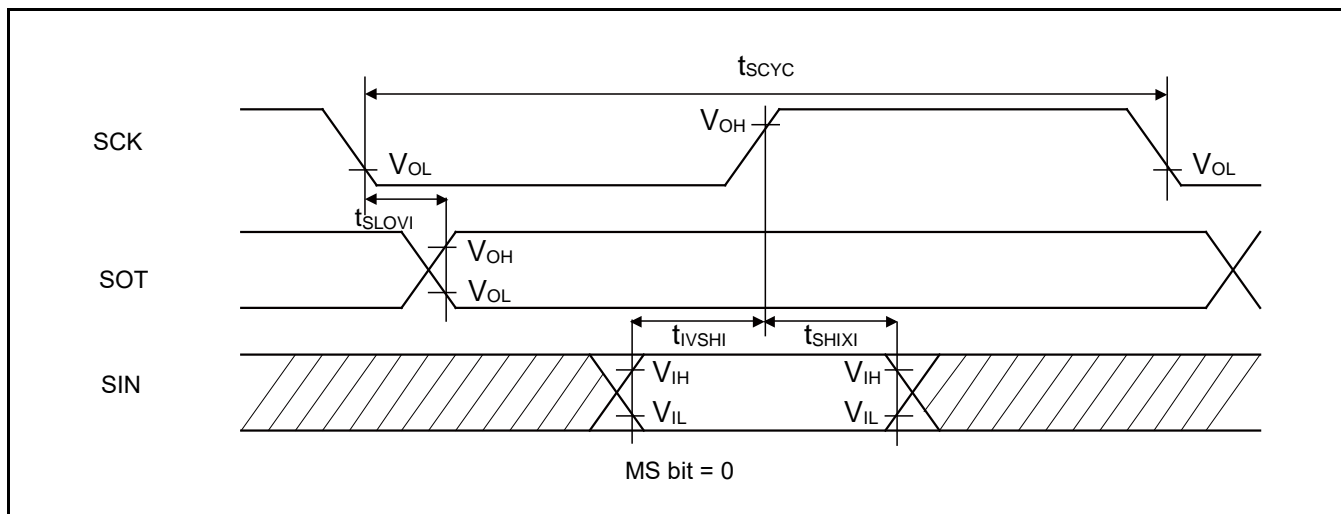 tSCYC
SCK
VOH
VOL
VOL
tSLOVI
SOT
VOH
VOL
tIVSHI
tSHIXI
SIN
VIH
VIH
VIL
VIL
MS bit = 0